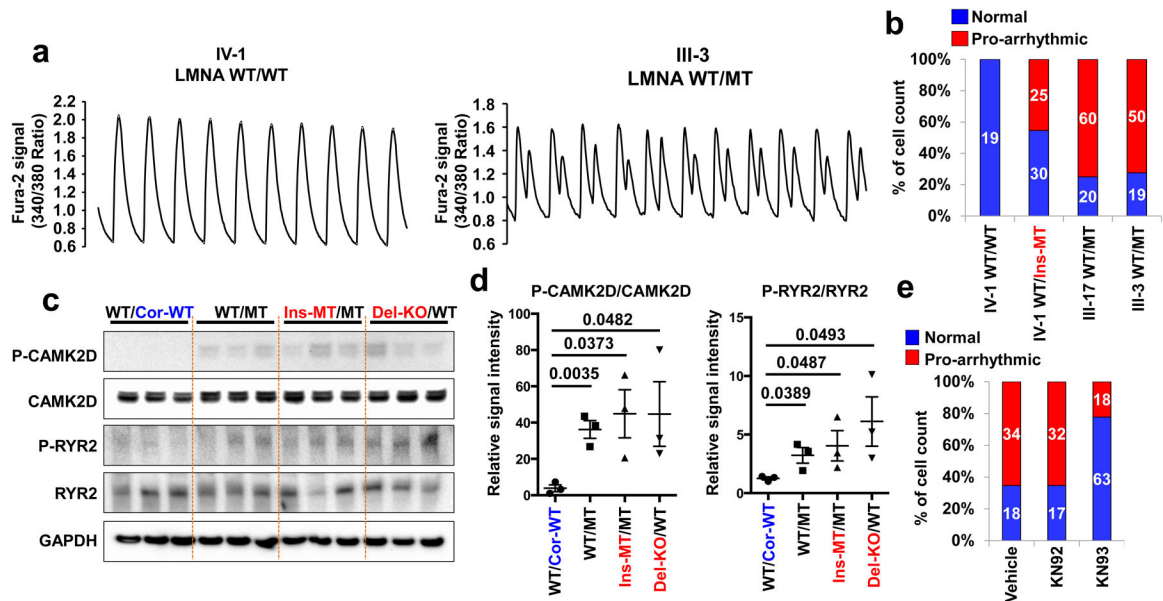 a
IV-1
LMNA WT/WT
Fura-2 signal
(340/380 Ratio)
2.2
2.0
1.8
1.6
1.4
1.2
1.0
0.8
0.6
III-3
LMNA WT/MT
Fura-2 signal
(340/380 Ratio)
1.8
1.6
1.4
1.2
1.0
0.8
0.6
b
Normal
Pro-arrhythmic
% of cell count
100%
80%
60%
40%
20%
0%
19
25
30
60
20
50
19
IV-1 WT/WT
IV-1 WT/Ins-MT
III-17 WT/MT
III-3 WT/MT
c
WT/Cor-WT WT/MT Ins-MT/MT Del-KO/WT
P-CAMK2D
CAMK2D
P-RYR2
RYR2
GAPDH
d
P-CAMK2D/CAMK2D
Relative signal intensity
100
80
60
40
20
0
0.0482
0.0373
0.0035
WT/Cor-WT
WT/MT
Ins-MT/MT
Del-KO/WT
P-RYR2/RYR2
Relative signal intensity
15
10
5
0
0.0493
0.0487
0.0389
WT/Cor-WT
WT/MT
Ins-MT/MT
Del-KO/WT
e
Normal
Pro-arrhythmic
% of cell count
100%
80%
60%
40%
20%
0%
34
18
32
17
18
63
Vehicle
KN92
KN93